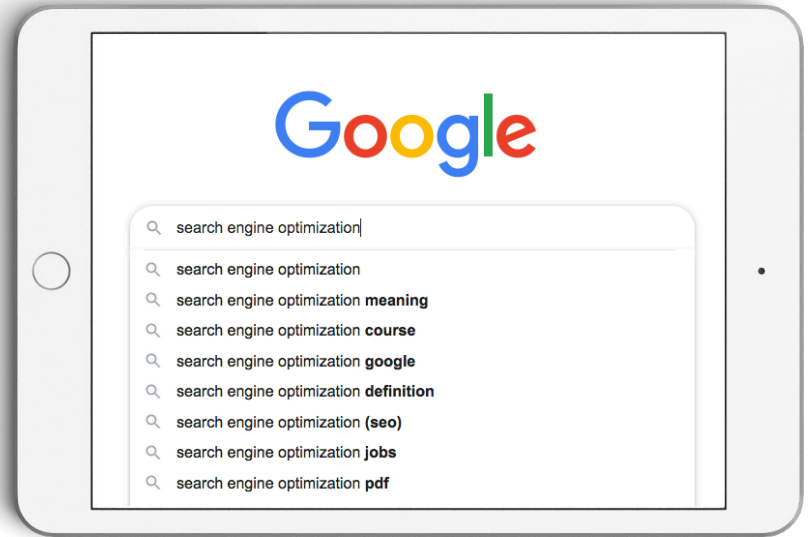 Google
search engine optimization
search engine optimization
search engine optimization meaning
search engine optimization course
search engine optimization google
search engine optimization definition
search engine optimization (seo)
search engine optimization jobs
search engine optimization pdf